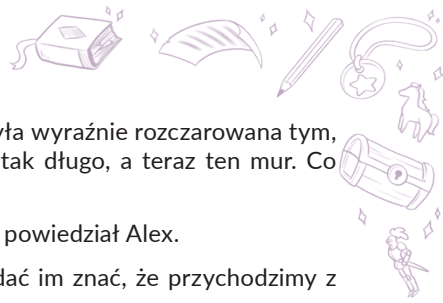 yła wyraźnie rozczarowana tym,
tak długo, a teraz ten mur. Co
powiedział Alex.
dać im znać, że przychodzimy z